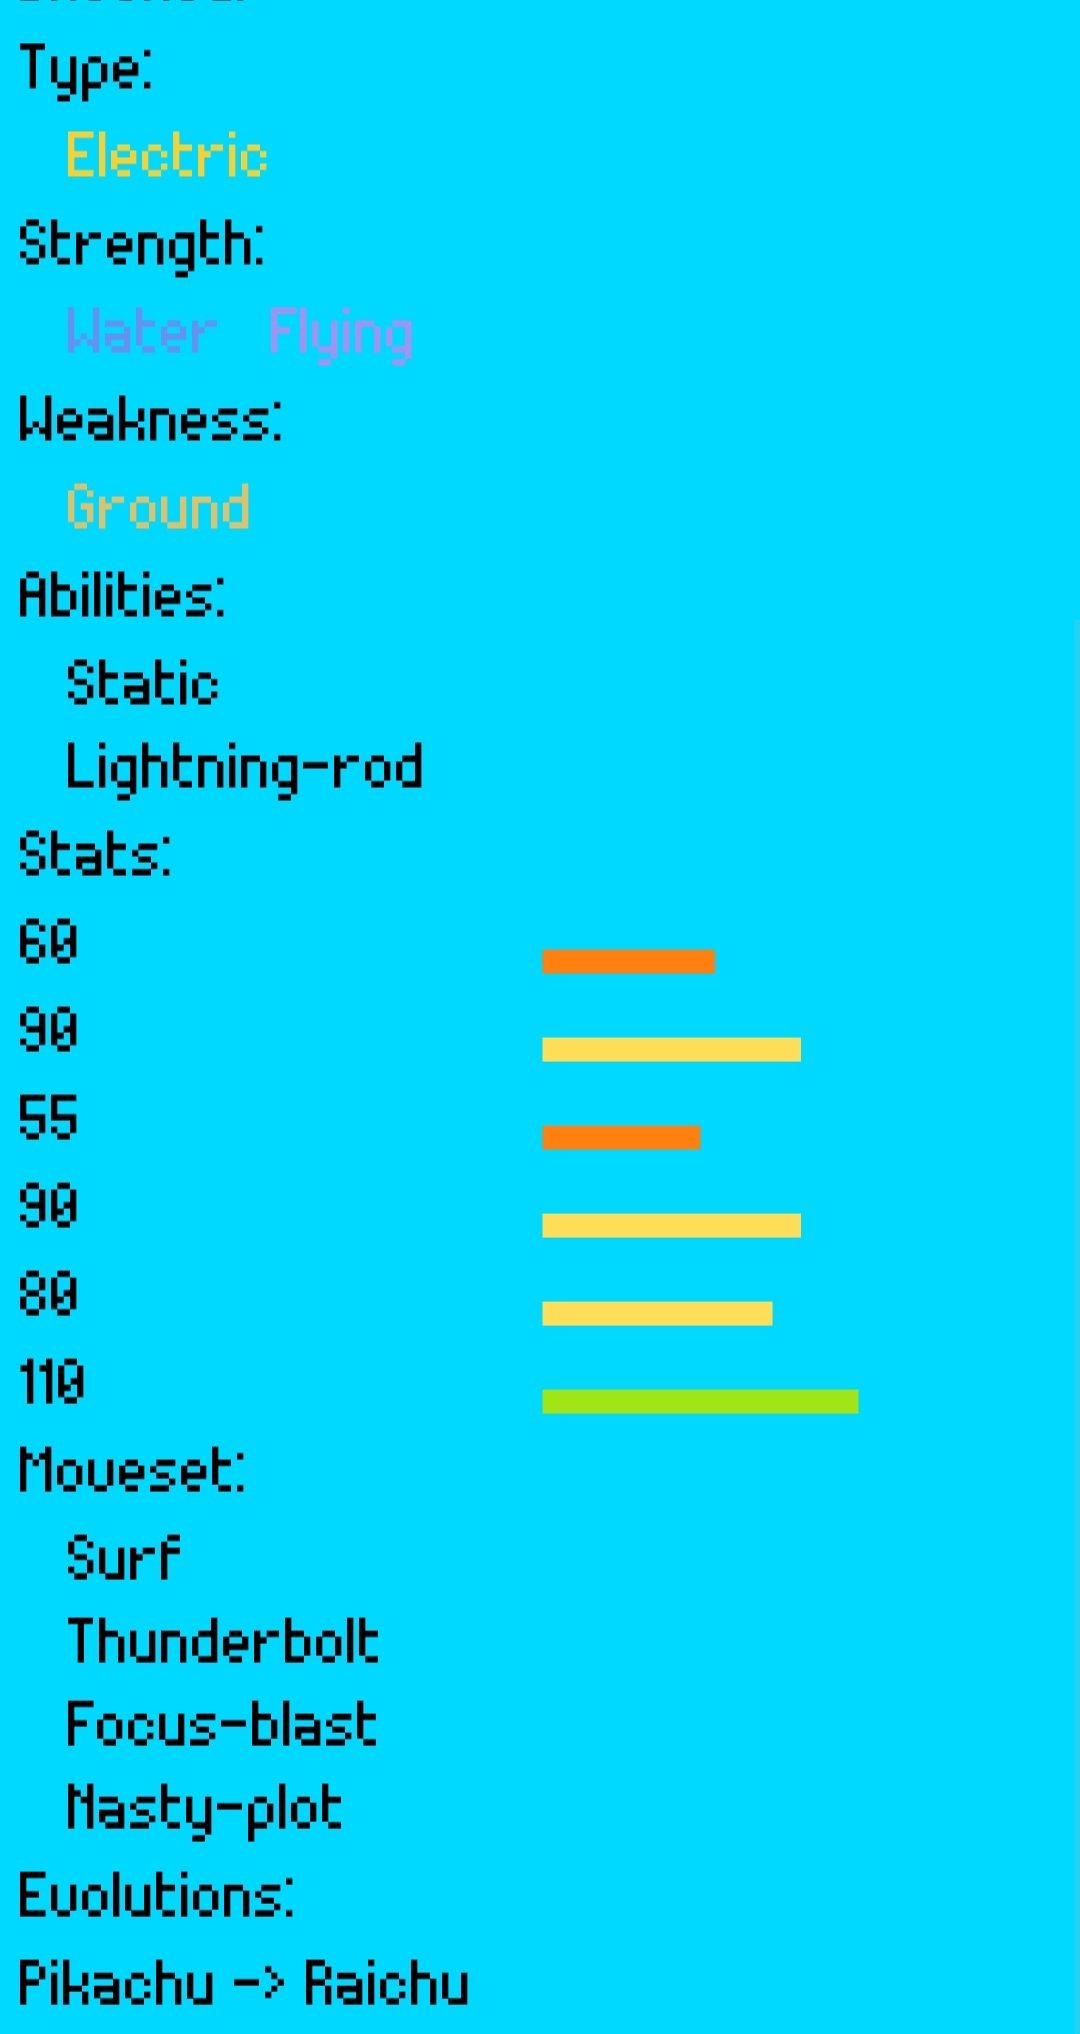 Type:
Electric
Strength:
Water Flying
Weakness:
Ground
Abilities:
Static
Lightning-rod
Stats:
60
90
55
90
80
110
Moveset:
Surf
Thunderbolt
Focus-blast
Nasty-plot
Evolutions:
Pikachu -> Raichu